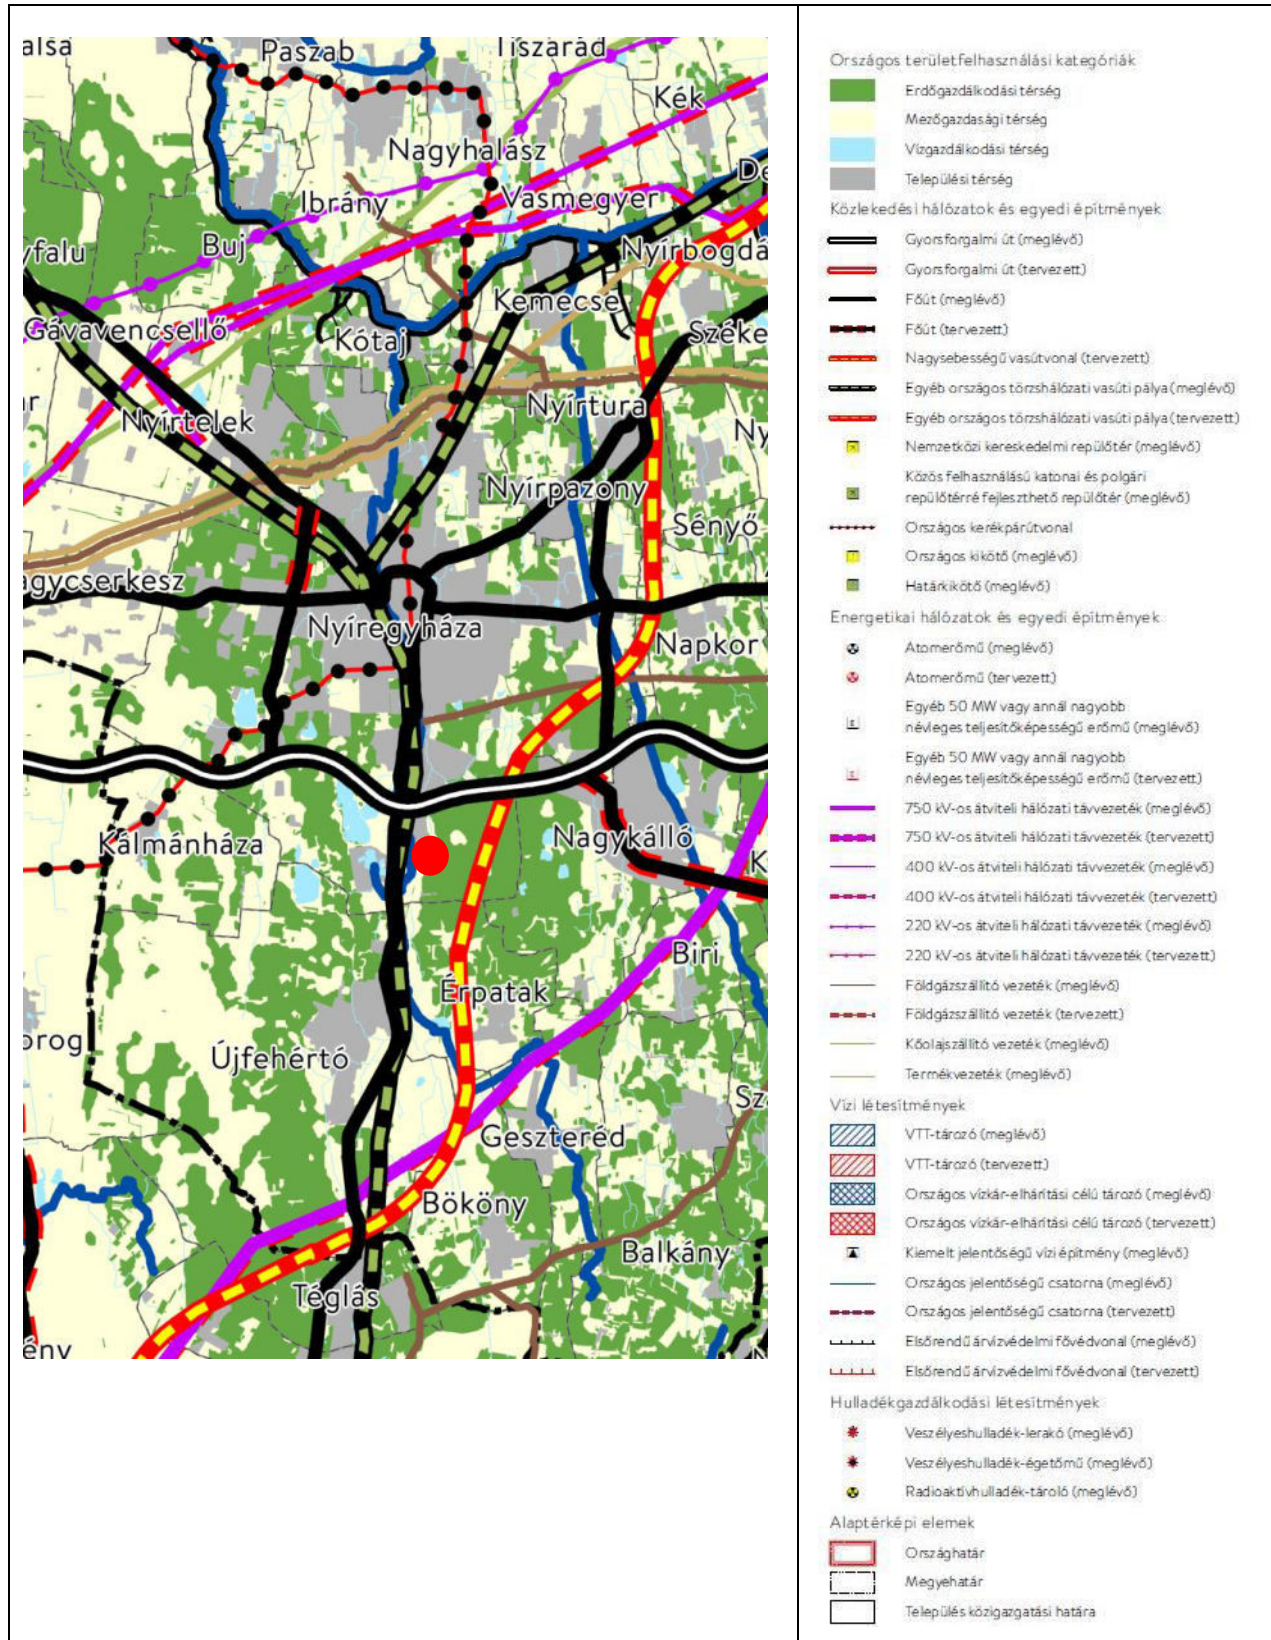 alsa
Paszab
Tiszarád
Kék
Nagyhalász
De
Ibrány
Vasmegyer
Buj
yfalu
Nyírbogdá
Kemecse
Gávavencsellő
Kótaj
Széke
ır
Nyírtelek
Nyírtura
Ny
Nyírpazony
Sényő
agycserkesz
Nyíregyháza
Napkor
Kálmánháza
Nagykálló
K
Biri
Érpatak
orog
Újfehértó
Sz
Geszteréd
Bököny
Balkány
Téglás
ény
Országos területfelhasználási kategóriák
Erdőgazdálkodási térség
Mezőgazdasági térség
Vízgazdálkodási térség
Települési térség
Közlekedési hálózatok és egyedi építmények
Gyorsforgalmi út (meglévő)
Gyorsforgalmi út (tervezett)
Főút (meglévő)
Főút (tervezett)
Nagysebességű vasútvonal (tervezett)
Egyéb országos törzshálózati vasúti pálya (meglévő)
Egyéb országos törzshálózati vasúti pálya (tervezett)
Nemzetközi kereskedelmi repülőtér (meglévő)
Közös felhasználású katonai és polgári
repülőtérré fejleszthető repülőtér (meglévő)
Országos kerékpárútvonal
Országos kikötő (meglévő)
Határkikötő (meglévő)
Energetikai hálózatok és egyedi építmények
Atomerőmű (meglévő)
Atomerőmű (tervezett)
Egyéb 50 MW vagy annál nagyobb
névleges teljesítőképességű erőmű (meglévő)
Egyéb 50 MW vagy annál nagyobb
névleges teljesítőképességű erőmű (tervezett)
750 kV-os átviteli hálózati távvezeték (meglévő)
750 kV-os átviteli hálózati távvezeték (tervezett)
400 kV-os átviteli hálózati távvezeték (meglévő)
400 kV-os átviteli hálózati távvezeték (tervezett)
220 kV-os átviteli hálózati távvezeték (meglévő)
220 kV-os átviteli hálózati távvezeték (tervezett)
Földgázszállító vezeték (meglévő)
Földgázszállító vezeték (tervezett)
Kőolajszállító vezeték (meglévő)
Termékvezeték (meglévő)
Vízi létesítmények
VTT-tározó (meglévő)
VTT-tározó (tervezett)
Országos vízkár-elhárítási célú tározó (meglévő)
Országos vízkár-elhárítási célú tározó (tervezett)
Kiemelt jelentőségű vízi építmény (meglévő)
Országos jelentőségű csatorna (meglévő)
Országos jelentőségű csatorna (tervezett)
Elsőrendű árvízvédelmi fővédvonal (meglévő)
Elsőrendű árvízvédelmi fővédvonal (tervezett)
Hulladékgazdálkodási létesítmények
Veszélyeshulladék-lerakó (meglévő)
Veszélyeshulladék-égetőmű (meglévő)
Radioaktívhulladék-tároló (meglévő)
Alaptérképi elemek
Országhatár
Megyehatár
Település közigazgatási határa